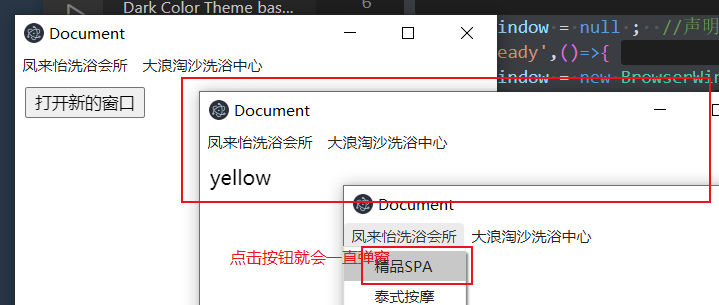 Dark Color Theme bas...
6
indow = null ; //声明
eady',()=>{
indow = new BrowserWin
Document
凤来怡洗浴会所 大浪淘沙洗浴中心
打开新的窗口
Document
凤来怡洗浴会所 大浪淘沙洗浴中心
yellow
Document
凤来怡洗浴会所 大浪淘沙洗浴中心
点击按钮就会一直弹窗
精品SPA
泰式按摩